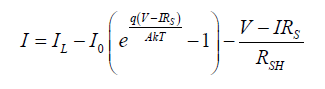 I = I_L − I_0 ( e^{q(V−IR_S)/AkT} − 1 ) − (V − IR_S)/R_SH